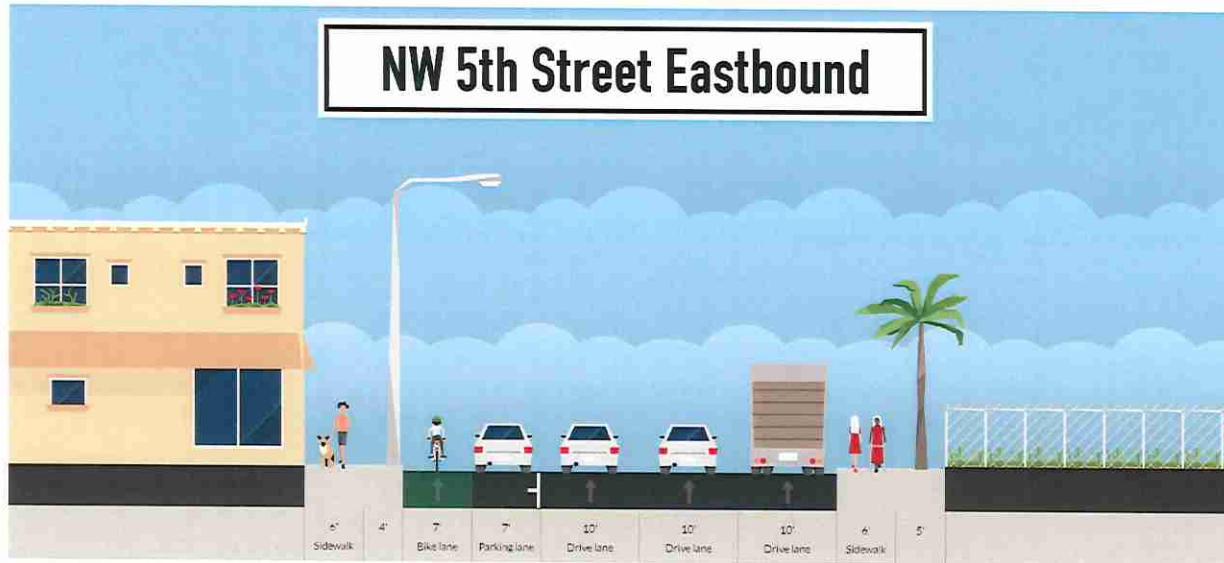 NW 5th Street Eastbound
6' 4' 7' 7' 10' 10' 10' 6' 5'
Sidewalk Bike lane Parking lane Drive lane Drive lane Drive lane Sidewalk